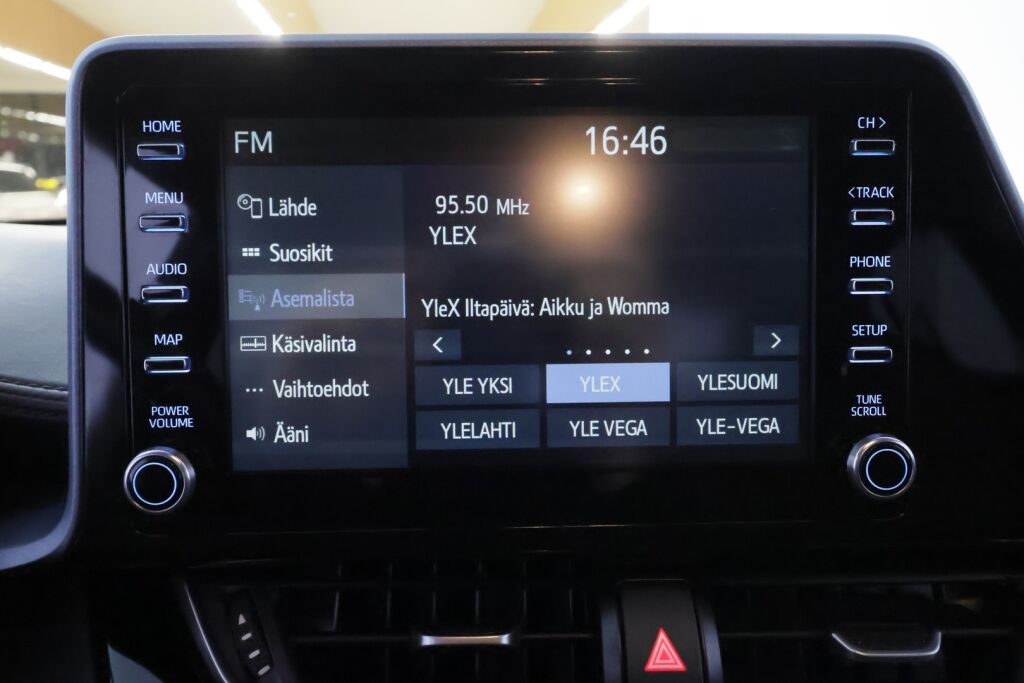 HOME
MENU
AUDIO
MAP
POWER
VOLUME
FM
16:46
Lähde
Suosikit
Asemalista
Käsivalinta
Vaihtoehdot
Ääni
95.50 MHz
YLEX
YleX Iltapäivä: Aikku ja Womma
< >
YLE YKSI YLEX YLESUOMI
YLELAHTI YLE VEGA YLE-VEGA
CH >
< TRACK
PHONE
SETUP
TUNE
SCROLL